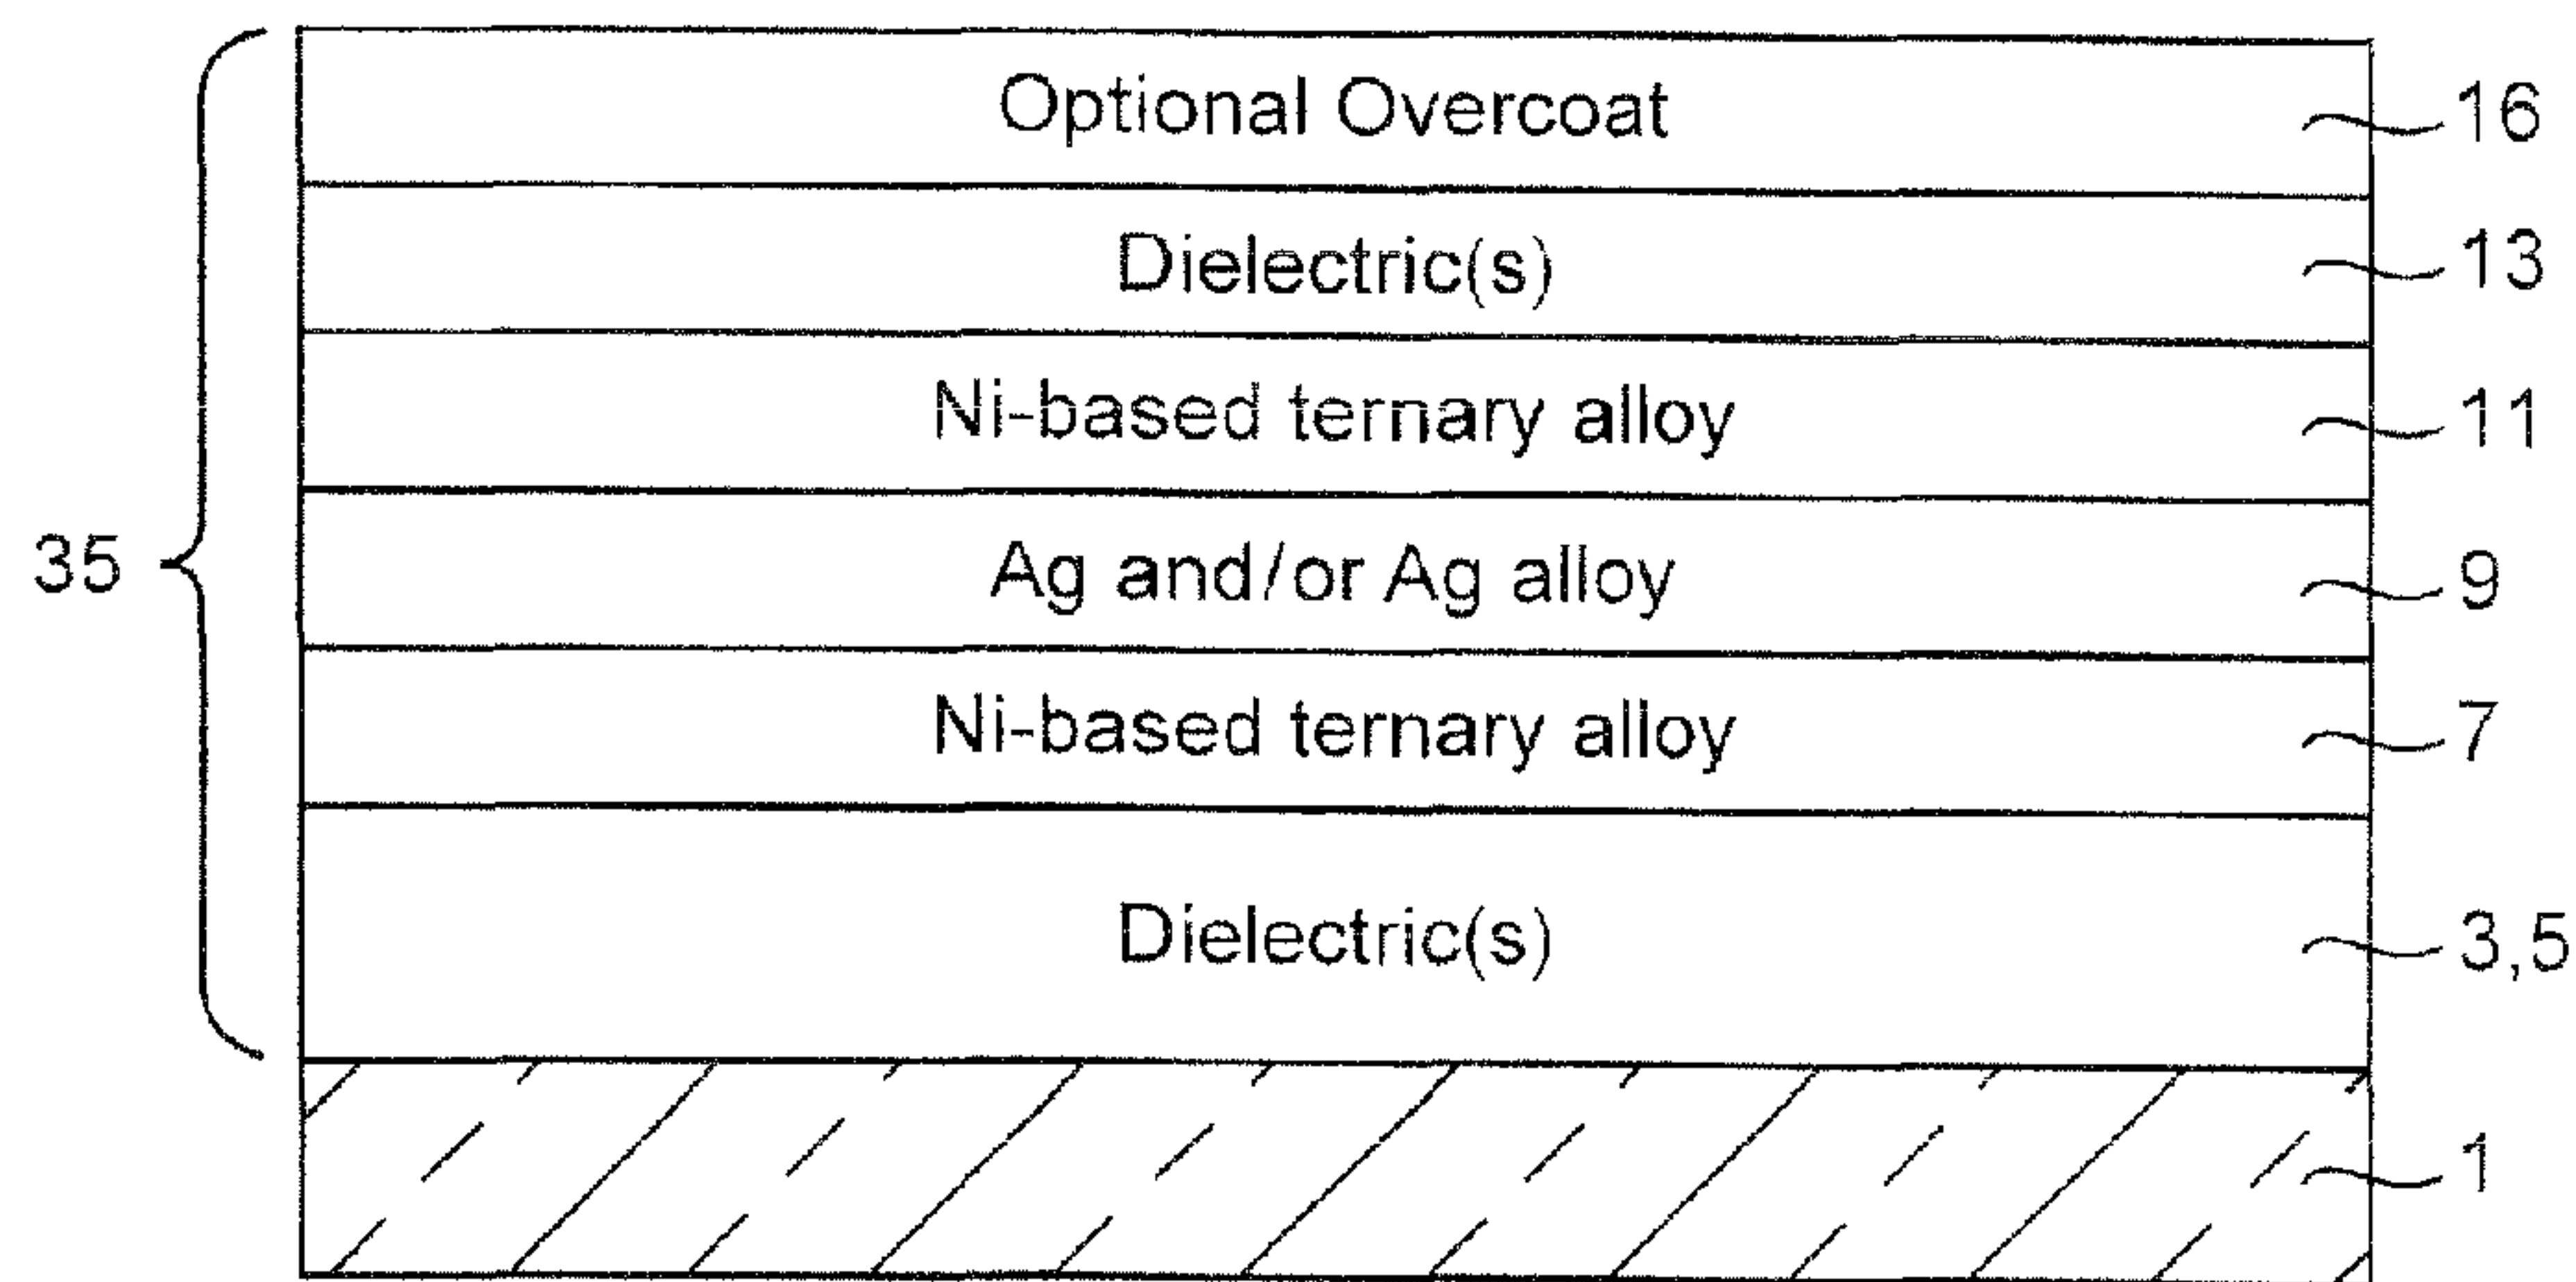 Optional Overcoat 16
Dielectric(s) 13
Ni-based ternary alloy 11
35 Ag and/or Ag alloy 9
Ni-based ternary alloy 7
Dielectric(s) 3,5
1